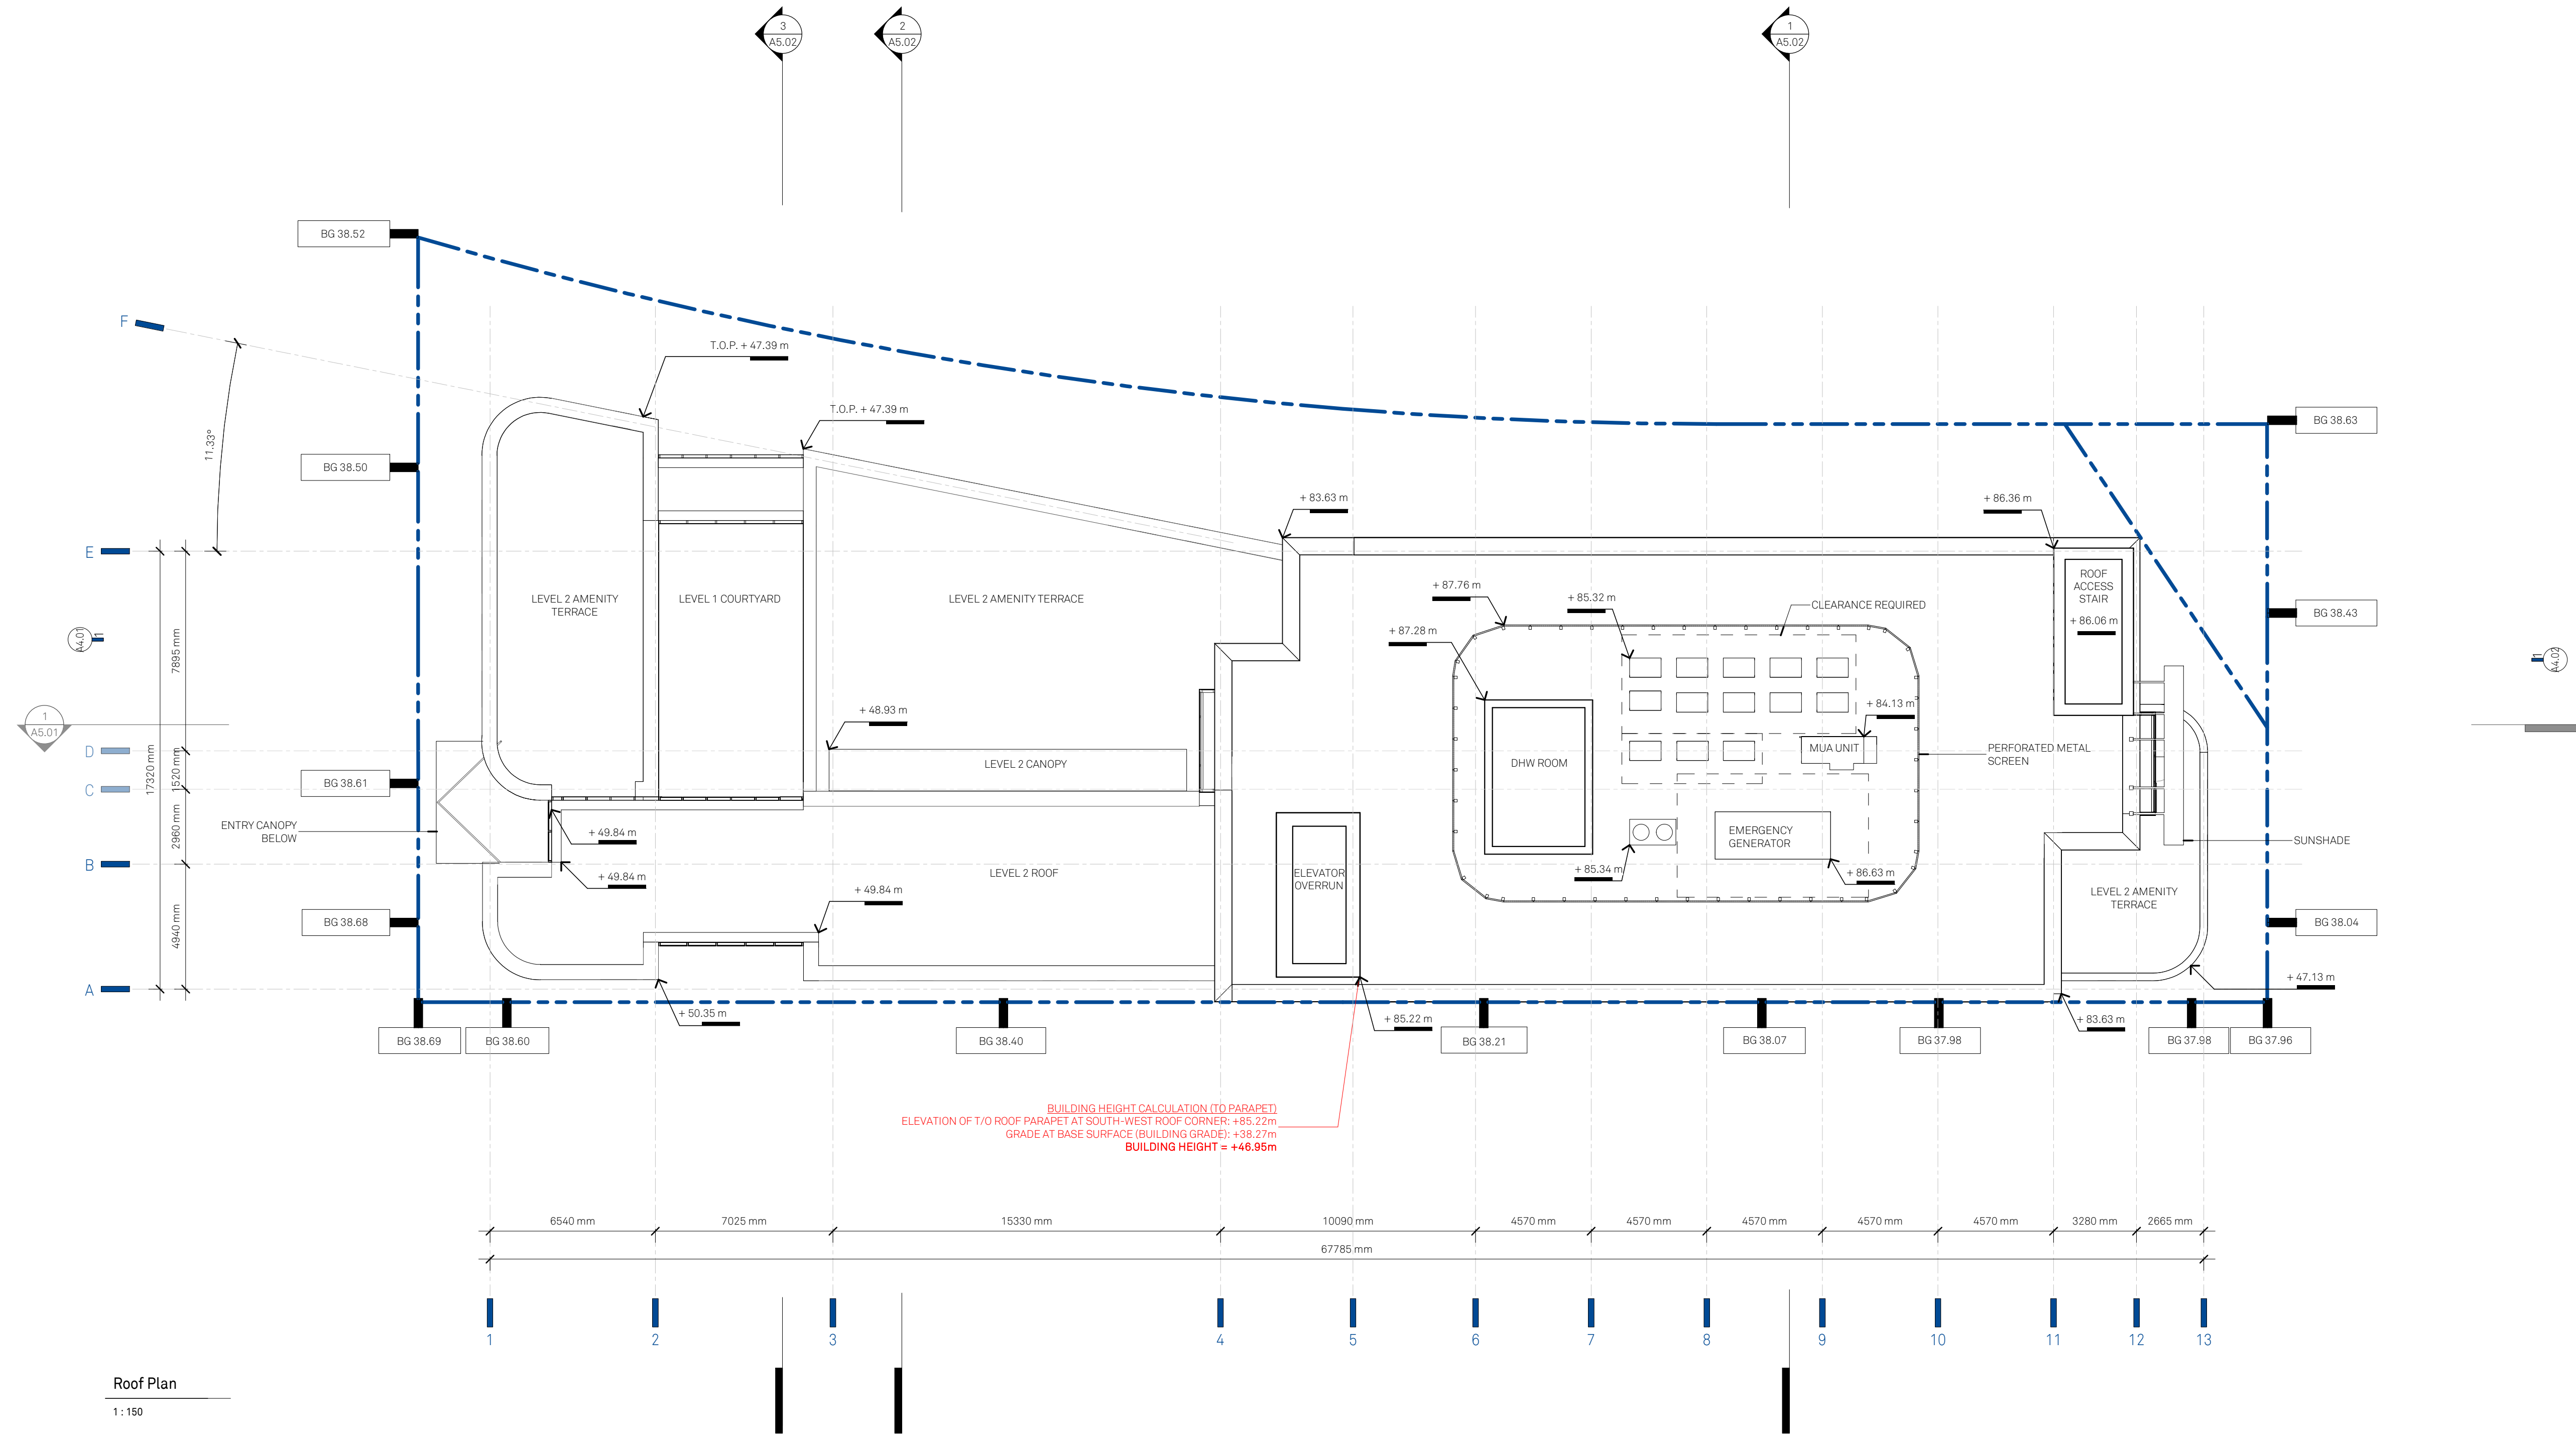 3
A5.02
2
A5.02
1
A5.02
BG 38.52
F
11.33°
T.O.P. + 47.39 m
T.O.P. + 47.39 m
BG 38.63
BG 38.50
+ 83.63 m
+ 86.36 m
E
LEVEL 2 AMENITY
TERRACE
LEVEL 1 COURTYARD
LEVEL 2 AMENITY TERRACE
+ 87.76 m
+ 85.32 m
CLEARANCE REQUIRED
ROOF
ACCESS
STAIR
+ 86.06 m
BG 38.43
+ 87.28 m
1
A4.01
7895 mm
1
A4.02
1
A5.01
+ 48.93 m
+ 84.13 m
D
17320 mm
1520 mm
LEVEL 2 CANOPY
DHW ROOM
MUA UNIT
PERFORATED METAL
SCREEN
BG 38.61
C
2960 mm
ENTRY CANOPY
BELOW
+ 49.84 m
EMERGENCY
GENERATOR
SUNSHADE
B
+ 49.84 m
+ 49.84 m
LEVEL 2 ROOF
ELEVATOR
OVERRUN
+ 85.34 m
+ 86.63 m
LEVEL 2 AMENITY
TERRACE
BG 38.68
4940 mm
BG 38.04
A
+ 47.13 m
+ 50.35 m
+ 85.22 m
+ 83.63 m
BG 38.69
BG 38.60
BG 38.40
BG 38.21
BG 38.07
BG 37.98
BG 37.98
BG 37.96
BUILDING HEIGHT CALCULATION (TO PARAPET)
ELEVATION OF T/O ROOF PARAPET AT SOUTH-WEST ROOF CORNER: +85.22m
GRADE AT BASE SURFACE (BUILDING GRADE): +38.27m
BUILDING HEIGHT = +46.95m
6540 mm
7025 mm
15330 mm
10090 mm
4570 mm
4570 mm
4570 mm
4570 mm
4570 mm
3280 mm
2665 mm
67785 mm
1
2
3
4
5
6
7
8
9
10
11
12
13
Roof Plan
1 : 150